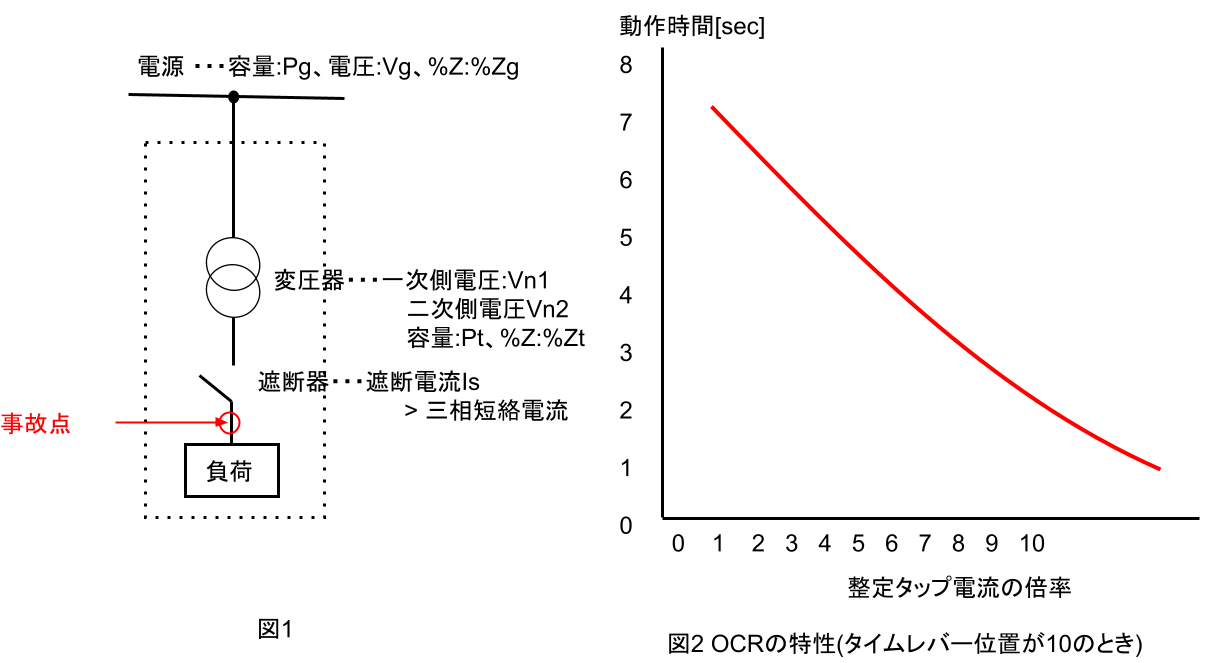 電源 ・・・容量:Pg、電圧:Vg、%Z:%Zg
変圧器・・・一次側電圧:Vn1
二次側電圧Vn2
容量:Pt、%Z:%Zt
遮断器・・・遮断電流Is
> 三相短絡電流
事故点
負荷
図1
動作時間[sec]
8
7
6
5
4
3
2
1
0
0 1 2 3 4 5 6 7 8 9 10
整定タップ電流の倍率
図2 OCRの特性(タイムレバー位置が10のとき)